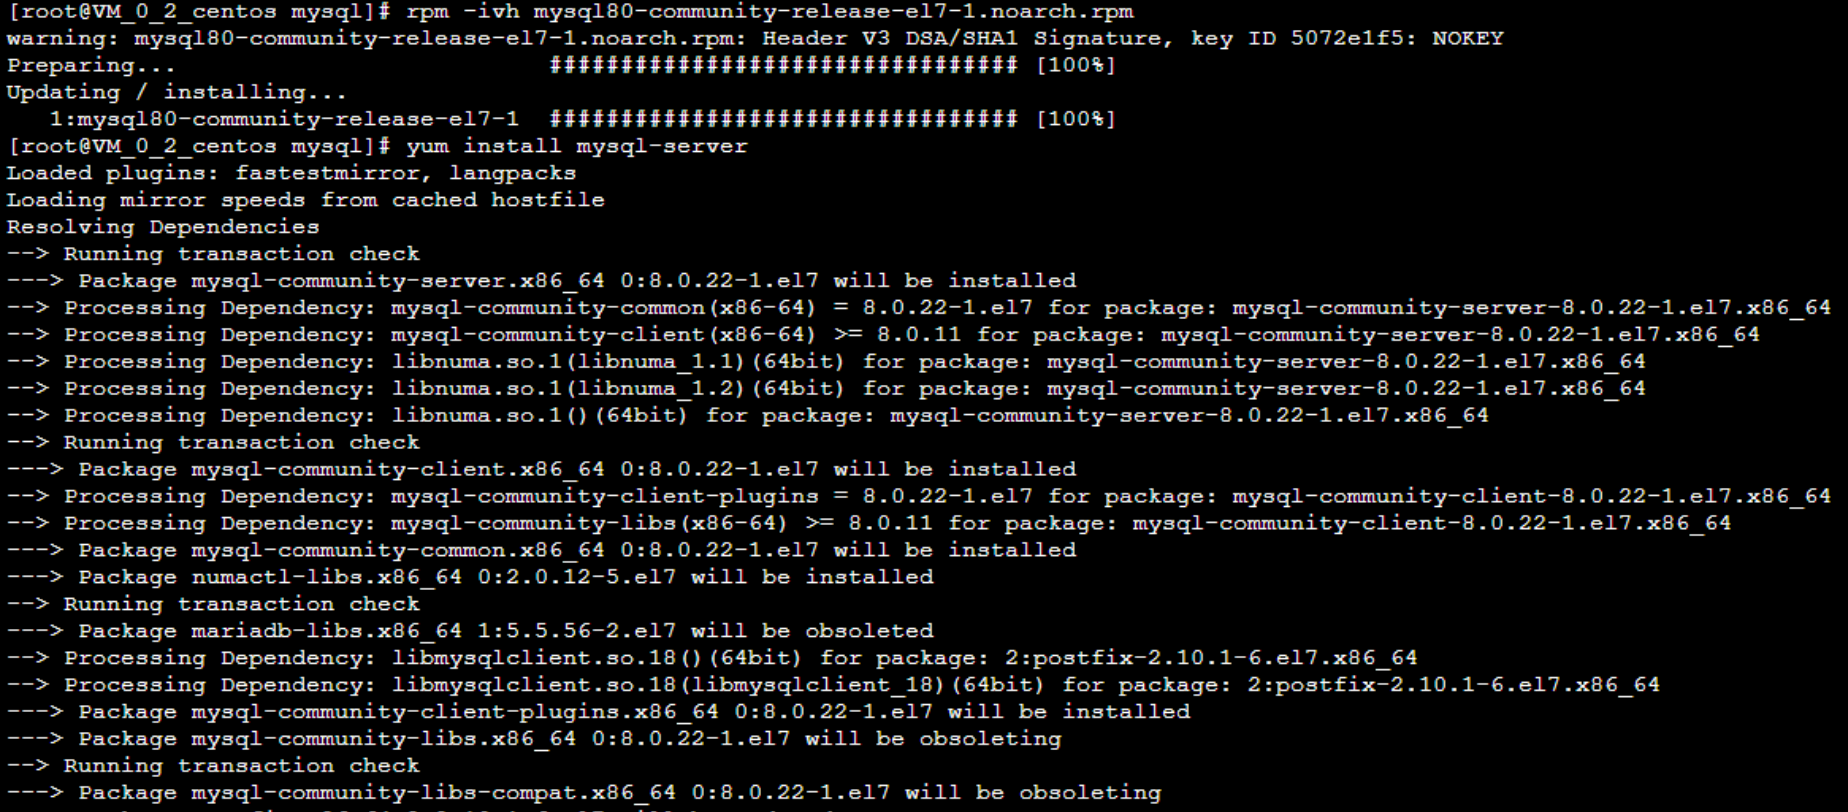 [root@VM_0_2_centos mysql]# rpm -ivh mysql80-community-release-el7-1.noarch.rpm
warning: mysql80-community-release-el7-1.noarch.rpm: Header V3 DSA/SHA1 Signature, key ID 5072e1f5: NOKEY
Preparing...                          ################################# [100%]
Updating / installing...
   1:mysql80-community-release-el7-1  ################################# [100%]
[root@VM_0_2_centos mysql]# yum install mysql-server
Loaded plugins: fastestmirror, langpacks
Loading mirror speeds from cached hostfile
Resolving Dependencies
--> Running transaction check
---> Package mysql-community-server.x86_64 0:8.0.22-1.el7 will be installed
--> Processing Dependency: mysql-community-common(x86-64) = 8.0.22-1.el7 for package: mysql-community-server-8.0.22-1.el7.x86_64
--> Processing Dependency: mysql-community-client(x86-64) >= 8.0.11 for package: mysql-community-server-8.0.22-1.el7.x86_64
--> Processing Dependency: libnuma.so.1(libnuma_1.1)(64bit) for package: mysql-community-server-8.0.22-1.el7.x86_64
--> Processing Dependency: libnuma.so.1(libnuma_1.2)(64bit) for package: mysql-community-server-8.0.22-1.el7.x86_64
--> Processing Dependency: libnuma.so.1()(64bit) for package: mysql-community-server-8.0.22-1.el7.x86_64
--> Running transaction check
---> Package mysql-community-client.x86_64 0:8.0.22-1.el7 will be installed
--> Processing Dependency: mysql-community-client-plugins = 8.0.22-1.el7 for package: mysql-community-client-8.0.22-1.el7.x86_64
--> Processing Dependency: mysql-community-libs(x86-64) >= 8.0.11 for package: mysql-community-client-8.0.22-1.el7.x86_64
---> Package mysql-community-common.x86_64 0:8.0.22-1.el7 will be installed
---> Package numactl-libs.x86_64 0:2.0.12-5.el7 will be installed
--> Running transaction check
---> Package mariadb-libs.x86_64 1:5.5.56-2.el7 will be obsoleted
--> Processing Dependency: libmysqlclient.so.18()(64bit) for package: 2:postfix-2.10.1-6.el7.x86_64
--> Processing Dependency: libmysqlclient.so.18(libmysqlclient_18)(64bit) for package: 2:postfix-2.10.1-6.el7.x86_64
---> Package mysql-community-client-plugins.x86_64 0:8.0.22-1.el7 will be installed
---> Package mysql-community-libs.x86_64 0:8.0.22-1.el7 will be obsoleting
--> Running transaction check
---> Package mysql-community-libs-compat.x86_64 0:8.0.22-1.el7 will be obsoleting